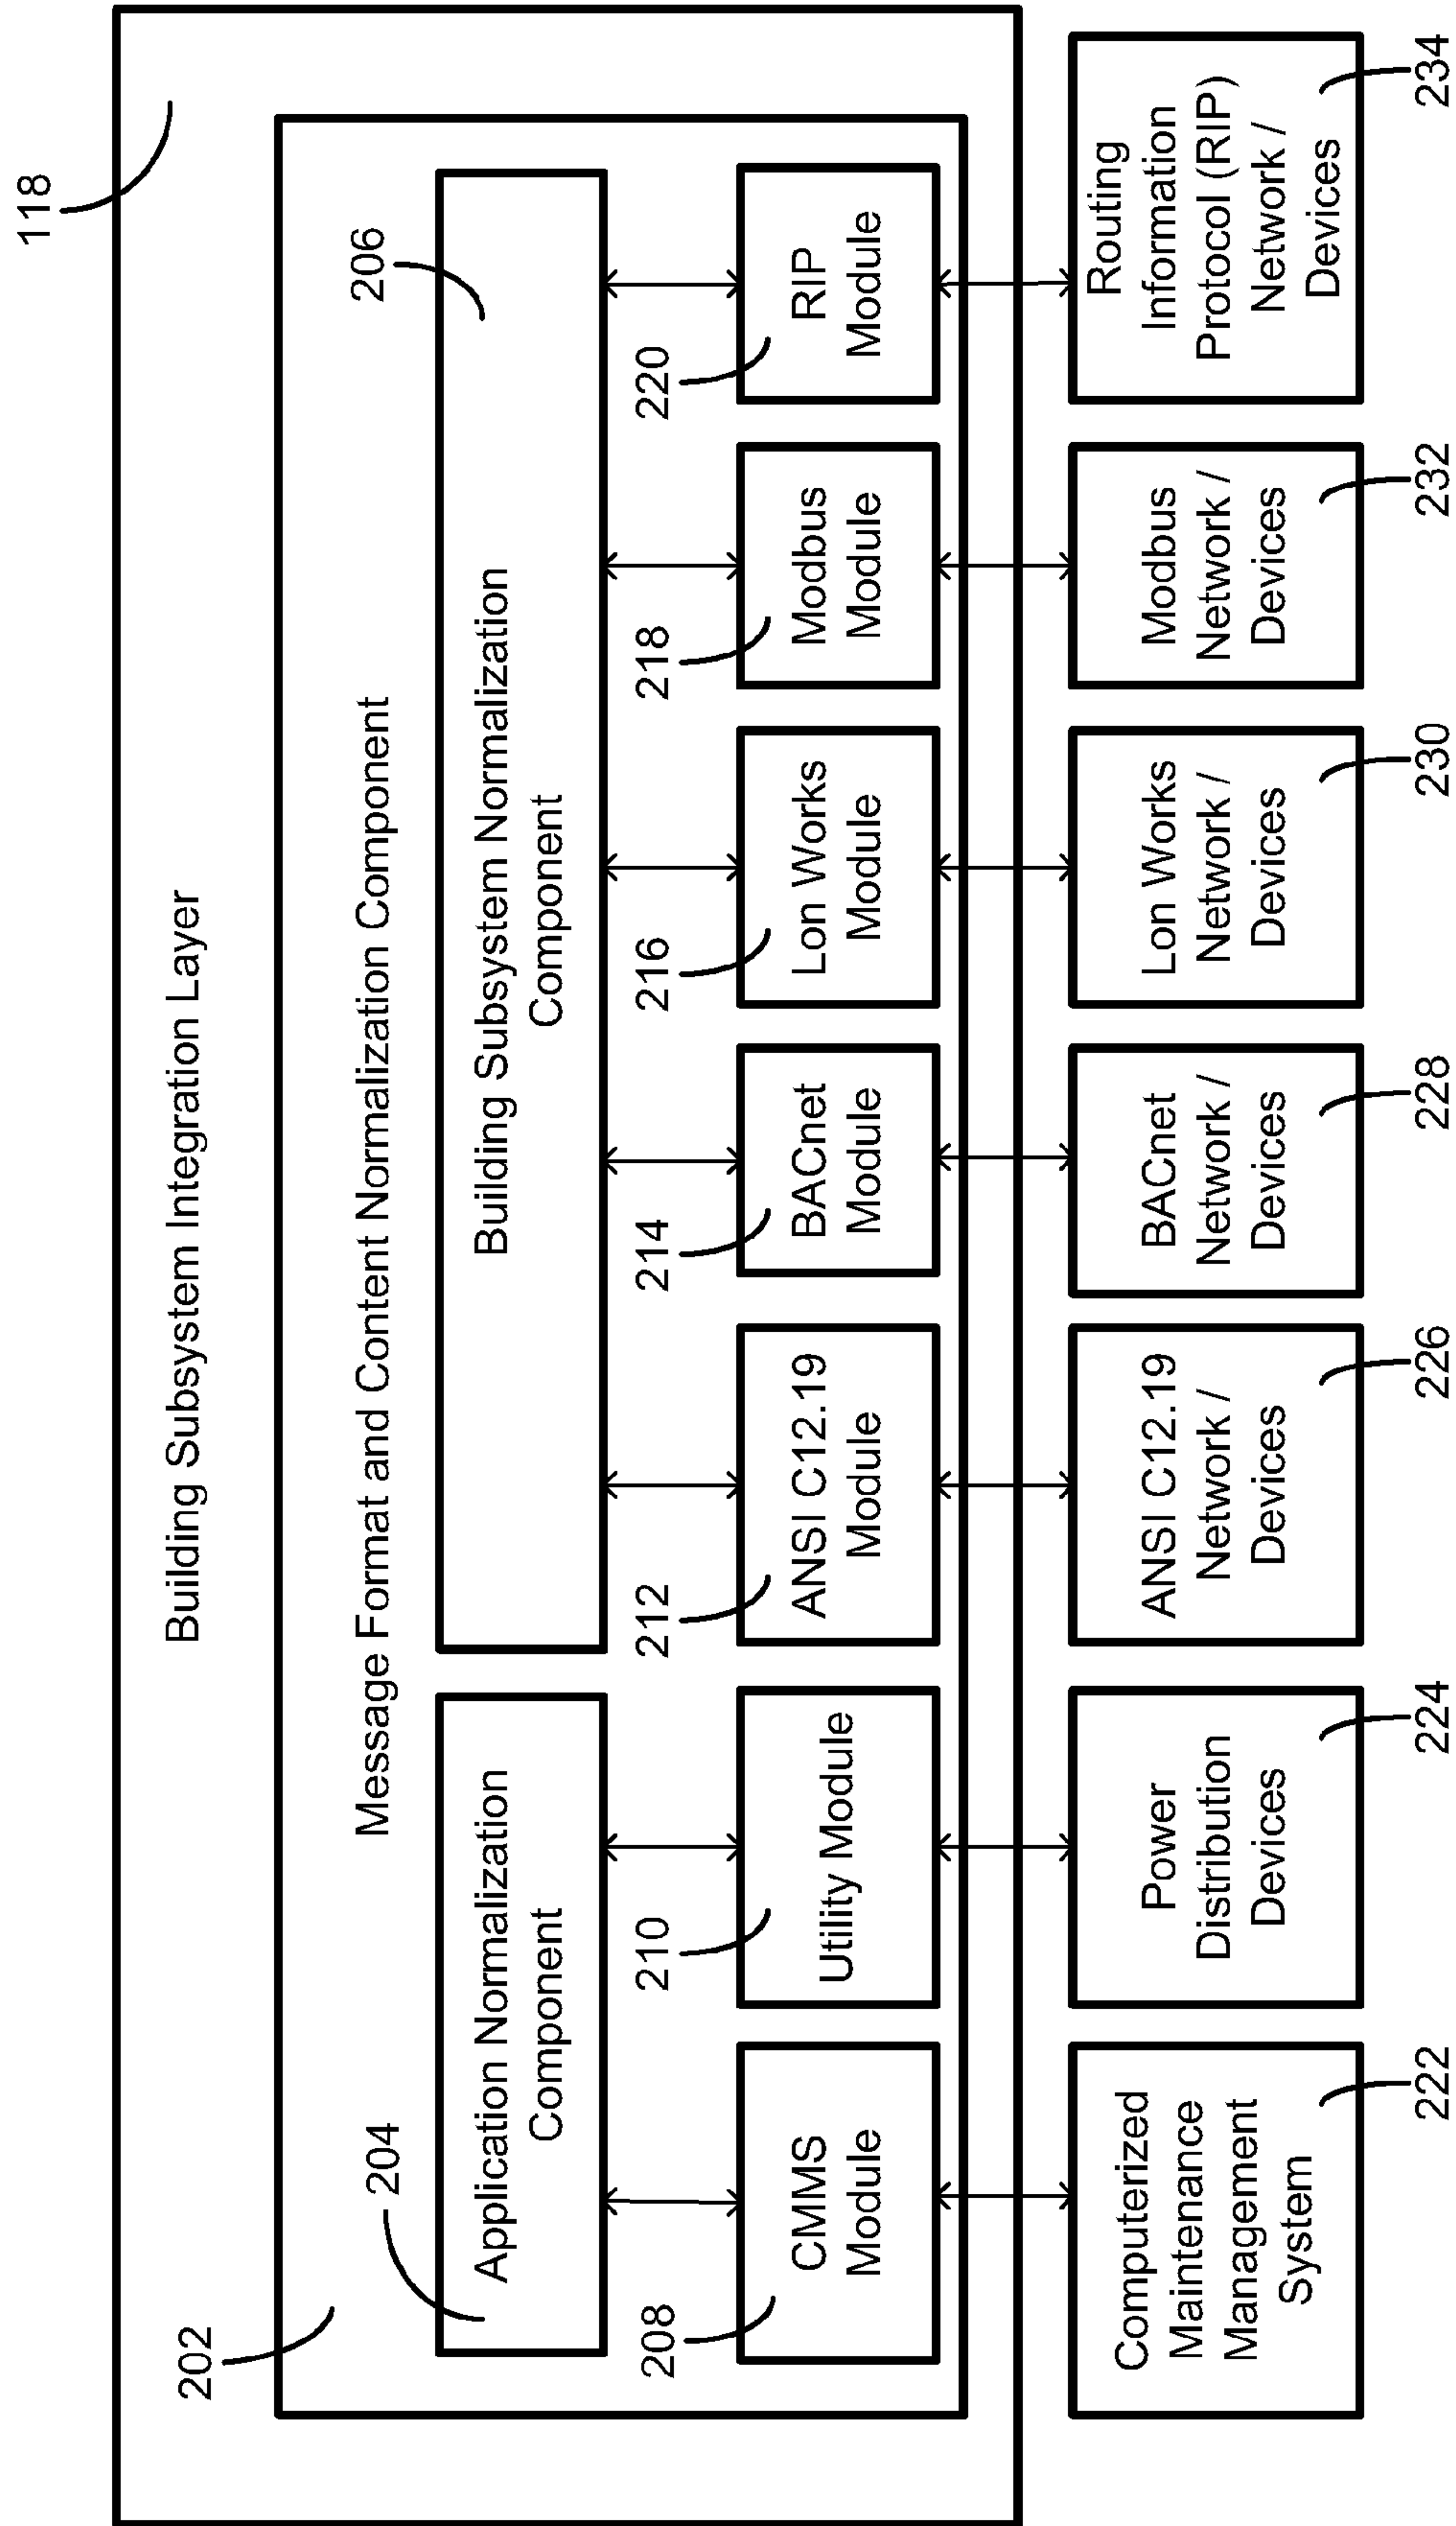 118
Building Subsystem Integration Layer
202
Message Format and Content Normalization Component
204
Application Normalization
Component
206
Building Subsystem Normalization
Component
208
CMMS
Module
210
Utility Module
212
ANSI C12.19
Module
214
BACnet
Module
216
Lon Works
Module
218
Modbus
Module
220
RIP
Module
Computerized
Maintenance
Management
System
222
Power
Distribution
Devices
224
ANSI C12.19
Network /
Devices
226
BACnet
Network /
Devices
228
Lon Works
Network /
Devices
230
Modbus
Network /
Devices
232
Routing
Information
Protocol (RIP)
Network /
Devices
234